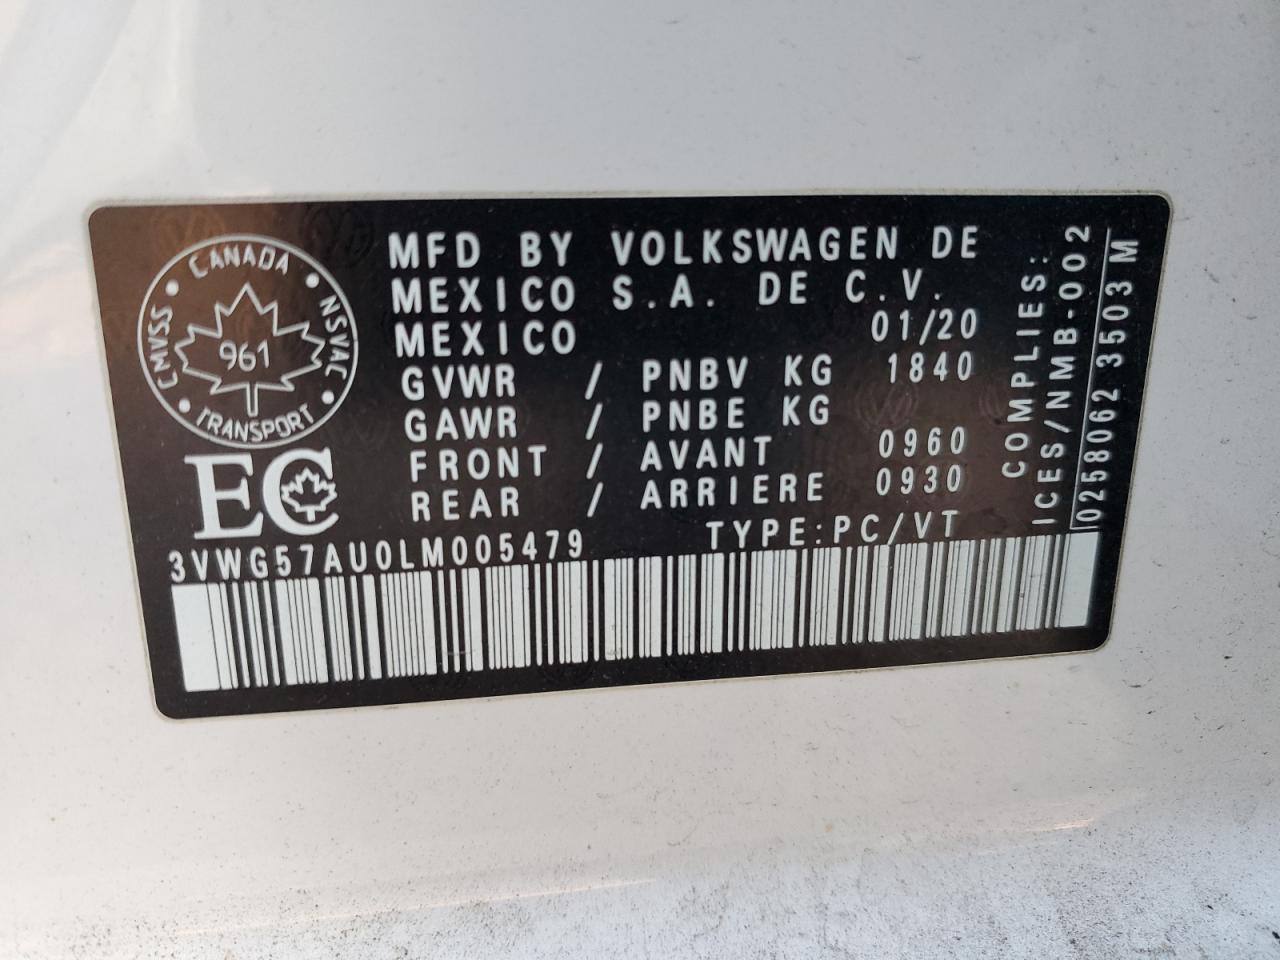 CANADA
CMVSS
NSVAC
961
TRANSPORT
EC
MFD BY VOLKSWAGEN DE
MEXICO S.A. DE C.V.
MEXICO 01/20
GVWR / PNBV KG 1840
GAWR / PNBE KG
FRONT / AVANT 0960
REAR / ARRIERE 0930
3VWG57AU0LM005479 TYPE:PC/VT
COMPLIES:
ICES/NMB-002
0258062 3503 M